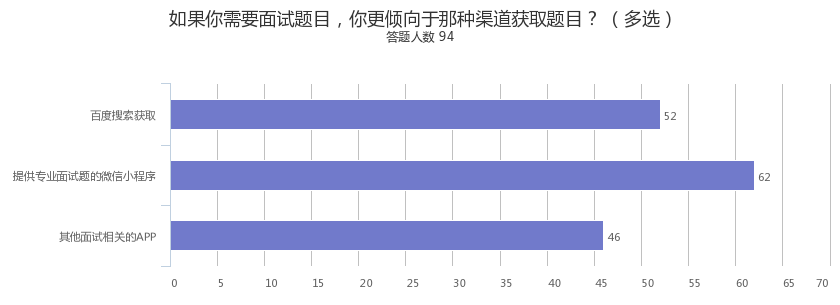 如果你需要面试题目，你更倾向于那种渠道获取题目？（多选）
答题人数 94
百度搜索获取
52
提供专业面试题的微信小程序
62
其他面试相关的APP
46
0 5 10 15 20 25 30 35 40 45 50 55 60 65 70